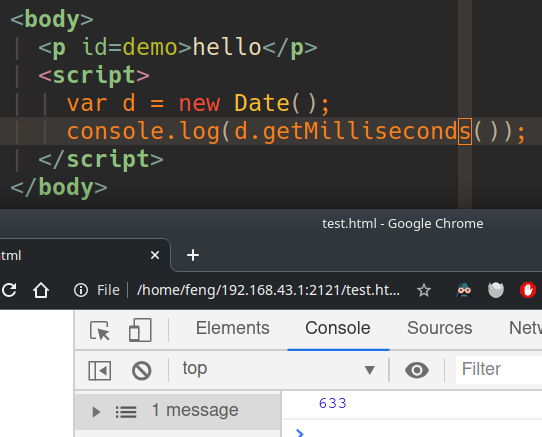 <body>
<p id=demo>hello</p>
<script>
var d = new Date();
console.log(d.getMilliseconds());
</script>
</body>
test.html - Google Chrome
tml
File /home/feng/192.168.43.1:2121/test.ht...
Elements Console Sources Netw
top Filter
1 message 633